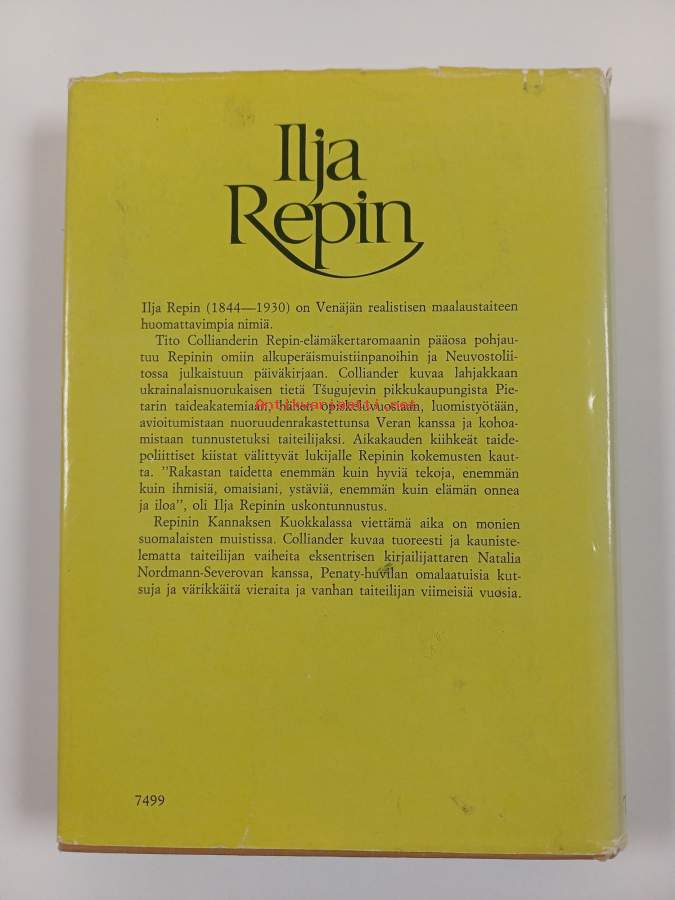 Ilja
Repin
Ilja Repin (1844—1930) on Venäjän realistisen maalaustaiteen
huomattavimpia nimiä.
Tito Collianderin Repin-elämäkertaromaanin pääosa pohjau-
tuu Repinin omiin alkuperäismuistiinpanoihin ja Neuvostolii-
tossa julkaistuun päiväkirjaan. Colliander kuvaa lahjakkaan
ukrainalaisnuorukaisen tietä Tšugujevin pikkukaupungista Pie-
tarin taideakatemiaan, hänen opiskeluvuosiaan, luomistyötään,
Antikvariaatti.net
avioitumistaan nuoruudenrakastettunsa Veran kanssa ja kohoa-
mistaan tunnustetuksi taiteilijaksi. Aikakauden kiihkeät taide-
poliittiset kiistat välittyvät lukijalle Repinin kokemusten kaut-
ta. ”Rakastan taidetta enemmän kuin hyviä tekoja, enemmän
kuin ihmisiä, omaisiani, ystäviä, enemmän kuin elämän onnea
ja iloa”, oli Ilja Repinin uskontunnustus.
Repinin Kannaksen Kuokkalassa viettämä aika on monien
suomalaisten muistissa. Colliander kuvaa tuoreesti ja kauniste-
lematta taiteilijan vaiheita eksentrisen kirjailijattaren Natalia
Nordmann-Severovan kanssa, Penaty-huvilan omalaatuisia kut-
suja ja värikkäitä vieraita ja vanhan taiteilijan viimeisiä vuosia.
7499